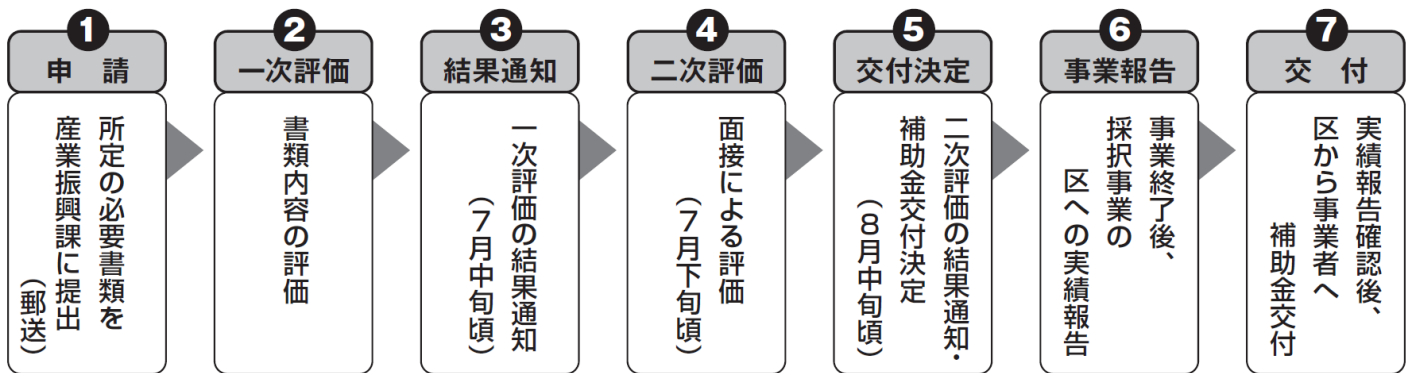 1
申請
所定の必要書類を
産業振興課に提出
（郵送）
2
一次評価
書類内容の評価
3
結果通知
一次評価の結果通知
（7月中旬頃）
4
二次評価
面接による評価
（7月下旬頃）
5
交付決定
二次評価の結果通知・
補助金交付決定
（8月中旬頃）
6
事業報告
事業終了後、
採択事業の
区への実績報告
7
交付
実績報告確認後、
区から事業者へ
補助金交付